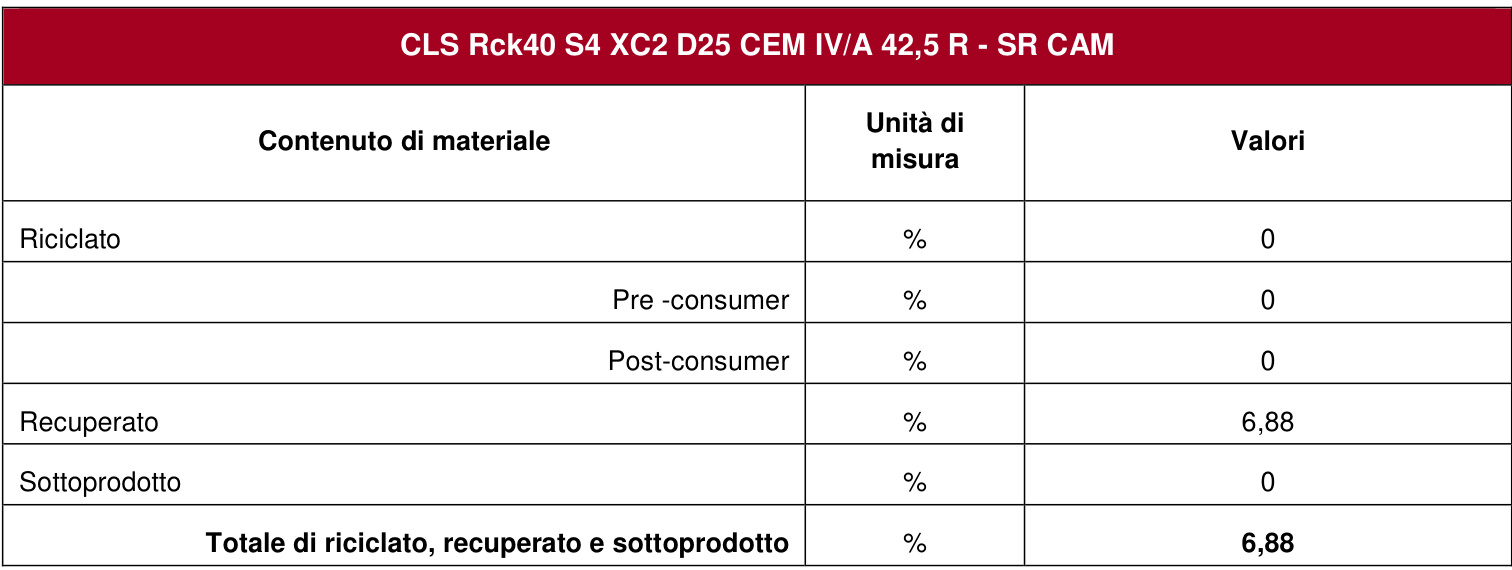 CLS Rck40 S4 XC2 D25 CEM IV/A 42,5 R - SR CAM
Contenuto di materiale
Unità di
misura
Valori
Riciclato % 0
Pre -consumer % 0
Post-consumer % 0
Recuperato % 6,88
Sottoprodotto % 0
Totale di riciclato, recuperato e sottoprodotto % 6,88